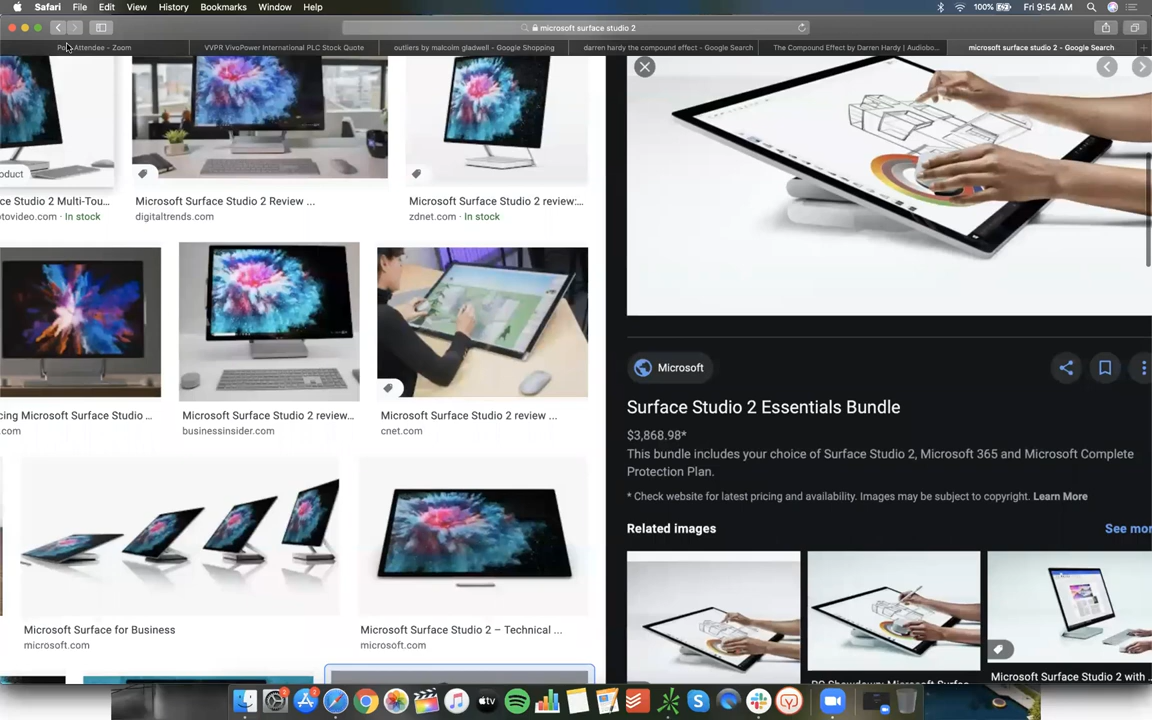 Safari File Edit View History Bookmarks Window Help 100% Fri 9:54 AM
microsoft surface studio 2
Attendee - Zoom VVPR VivoPower International PLC Stock Quote outliers by malcolm gladwell - Google Shopping darren hardy the compound effect - Google Search The Compound Effect by Darren Hardy | Audiobo... microsoft surface studio 2 - Google Search
oduct
ce Studio 2 Multi-Tou... Microsoft Surface Studio 2 Review ... Microsoft Surface Studio 2 review:...
otovideo.com · In stock digitaltrends.com zdnet.com · In stock
cing Microsoft Surface Studio ... Microsoft Surface Studio 2 review... Microsoft Surface Studio 2 review ...
.com businessinsider.com cnet.com
Microsoft Surface for Business Microsoft Surface Studio 2 – Technical ...
microsoft.com microsoft.com
Microsoft
Surface Studio 2 Essentials Bundle
$3,868.98*
This bundle includes your choice of Surface Studio 2, Microsoft 365 and Microsoft Complete
Protection Plan.
* Check website for latest pricing and availability. Images may be subject to copyright. Learn More
Related images See mor
Microsoft Surface Studio 2 with ...